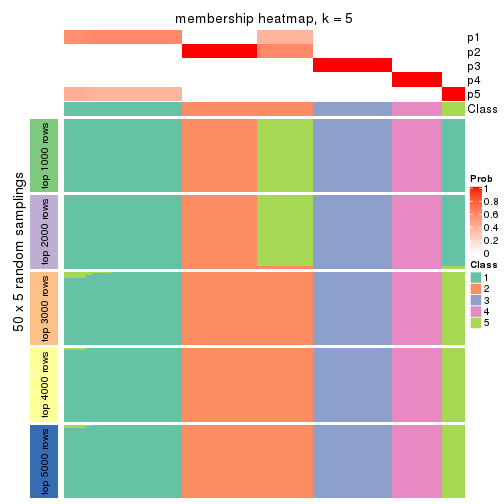 membership heatmap, k = 5
p1
p2
p3
p4
p5
Class
50 x 5 random samplings
top 1000 rows
top 2000 rows
top 3000 rows
top 4000 rows
top 5000 rows
Prob
1
0.8
0.6
0.4
0.2
0
Class
1
2
3
4
5